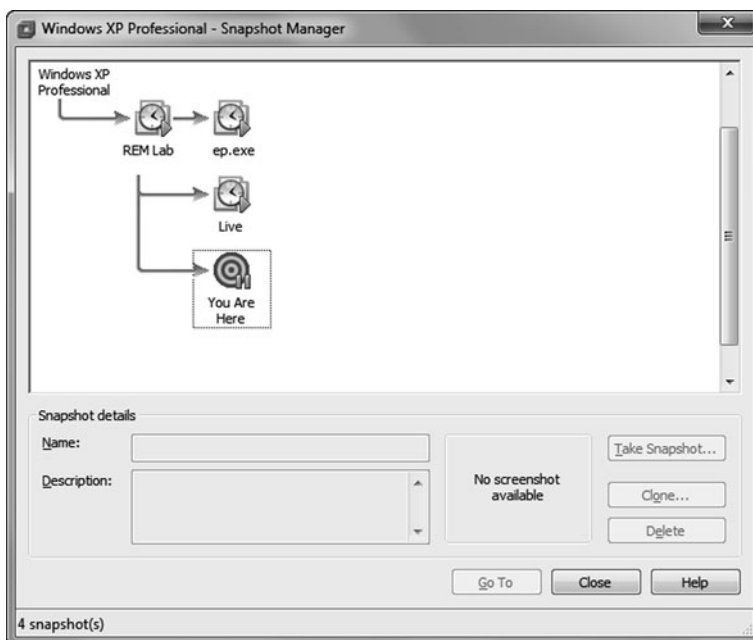 Windows XP Professional - Snapshot Manager
Windows XP
Professional
REM Lab
ep.exe
Live
You Are
Here
Snapshot details
Name:
Description:
No screenshot
available
Take Snapshot...
Clone...
Delete
Go To
Close
Help
4 snapshot(s)